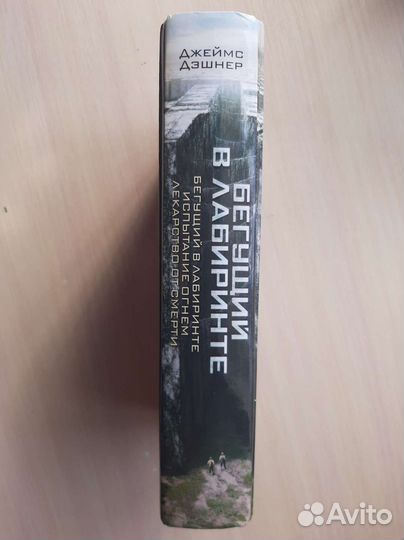 ДЖЕЙМС
ДЭШНЕР
БЕГУЩИЙ
В ЛАБИРИНТЕ
БЕГУЩИЙ В ЛАБИРИНТЕ
ИСПЫТАНИЕ ОГНЕМ
ЛЕКАРСТВО ОТ СМЕРТИ
Avito